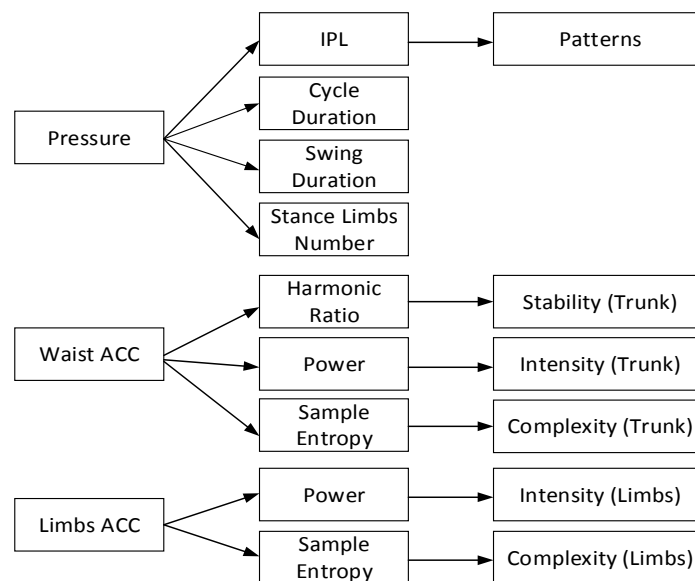 IPL
Patterns
Cycle
Duration
Pressure
Swing
Duration
Stance Limbs
Number
Harmonic
Ratio
Stability (Trunk)
Waist ACC
Power
Intensity (Trunk)
Sample
Entropy
Complexity (Trunk)
Power
Intensity (Limbs)
Limbs ACC
Sample
Entropy
Complexity (Limbs)